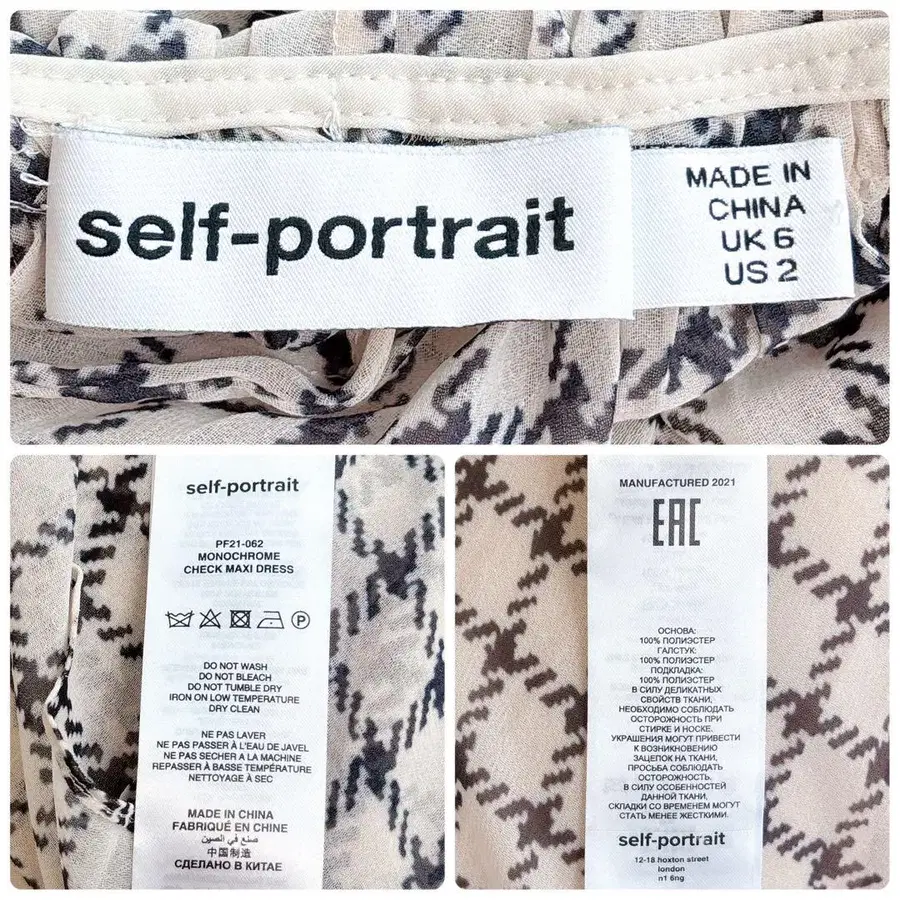 self-portrait
MADE IN
CHINA
UK 6
US 2
self-portrait
PF21-062
MONOCHROME
CHECK MAXI DRESS
P
DO NOT WASH
DO NOT BLEACH
DO NOT TUMBLE DRY
IRON ON LOW TEMPERATURE
DRY CLEAN
NE PAS LAVER
NE PAS PASSER À L'EAU DE JAVEL
NE PAS SECHER A LA MACHINE
REPASSER À BASSE TEMPÉRATURE
NETTOYAGE À SEC
MADE IN CHINA
FABRIQUÉ EN CHINE
صنع في الصين
中国制造
СДЕЛАНО В КИТАЕ
MANUFACTURED 2021
EAC
ОСНОВА:
100% ПОЛИЭСТЕР
ГАЛСТУК:
100% ПОЛИЭСТЕР
ПОДКЛАДКА:
100% ПОЛИЭСТЕР
В СИЛУ ДЕЛИКАТНЫХ
СВОЙСТВ ТКАНИ,
НЕОБХОДИМО СОБЛЮДАТЬ
ОСТОРОЖНОСТЬ ПРИ
СТИРКЕ И НОСКЕ.
УКРАШЕНИЯ МОГУТ ПРИВЕСТИ
К ВОЗНИКНОВЕНИЮ
ЗАЦЕПОК НА ТКАНИ,
ПРОСЬБА СОБЛЮДАТЬ
ОСТОРОЖНОСТЬ.
В СИЛУ ОСОБЕННОСТЕЙ
ДАННОЙ ТКАНИ,
СКЛАДКИ СО ВРЕМЕНЕМ МОГУТ
СТАТЬ МЕНЕЕ ЖЕСТКИМИ.
self-portrait
12-18 hoxton street
london
n1 6ng